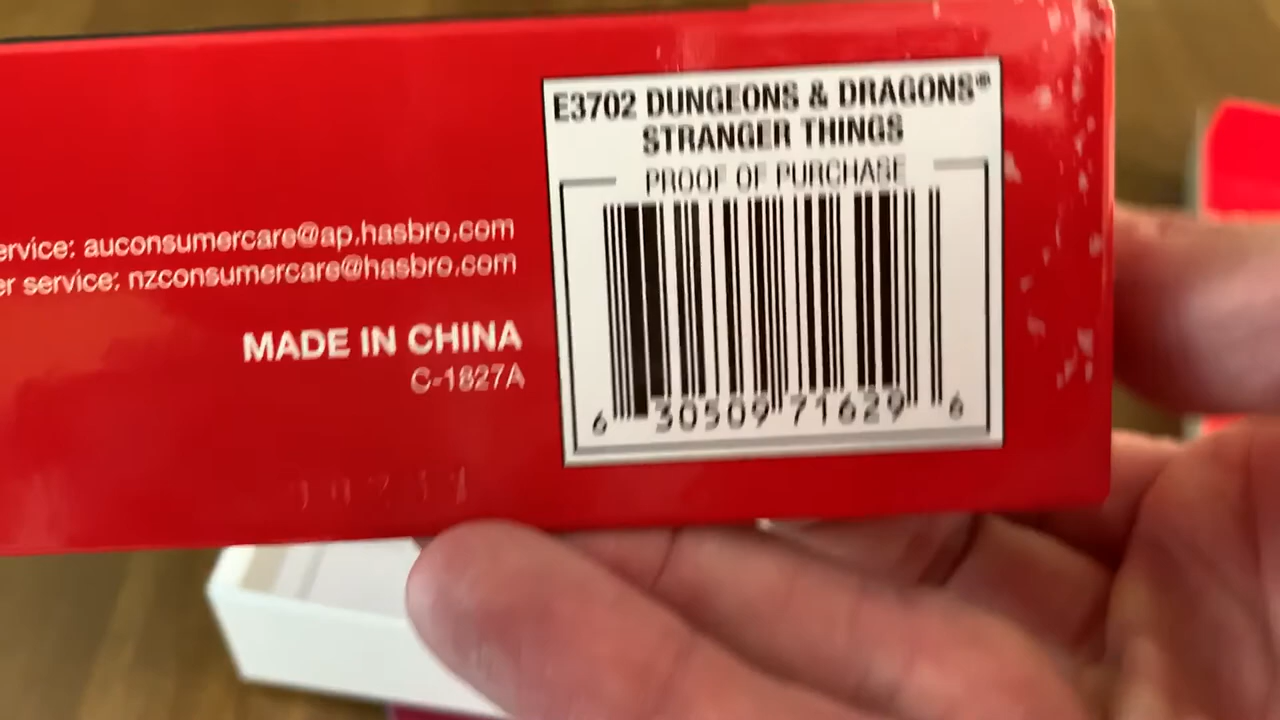 ervice: auconsumercare@ap.hasbro.com
er service: nzconsumercare@hasbro.com
MADE IN CHINA
C-1827A
E3702 DUNGEONS & DRAGONS®
STRANGER THINGS
PROOF OF PURCHASE
6 30509 71629 6